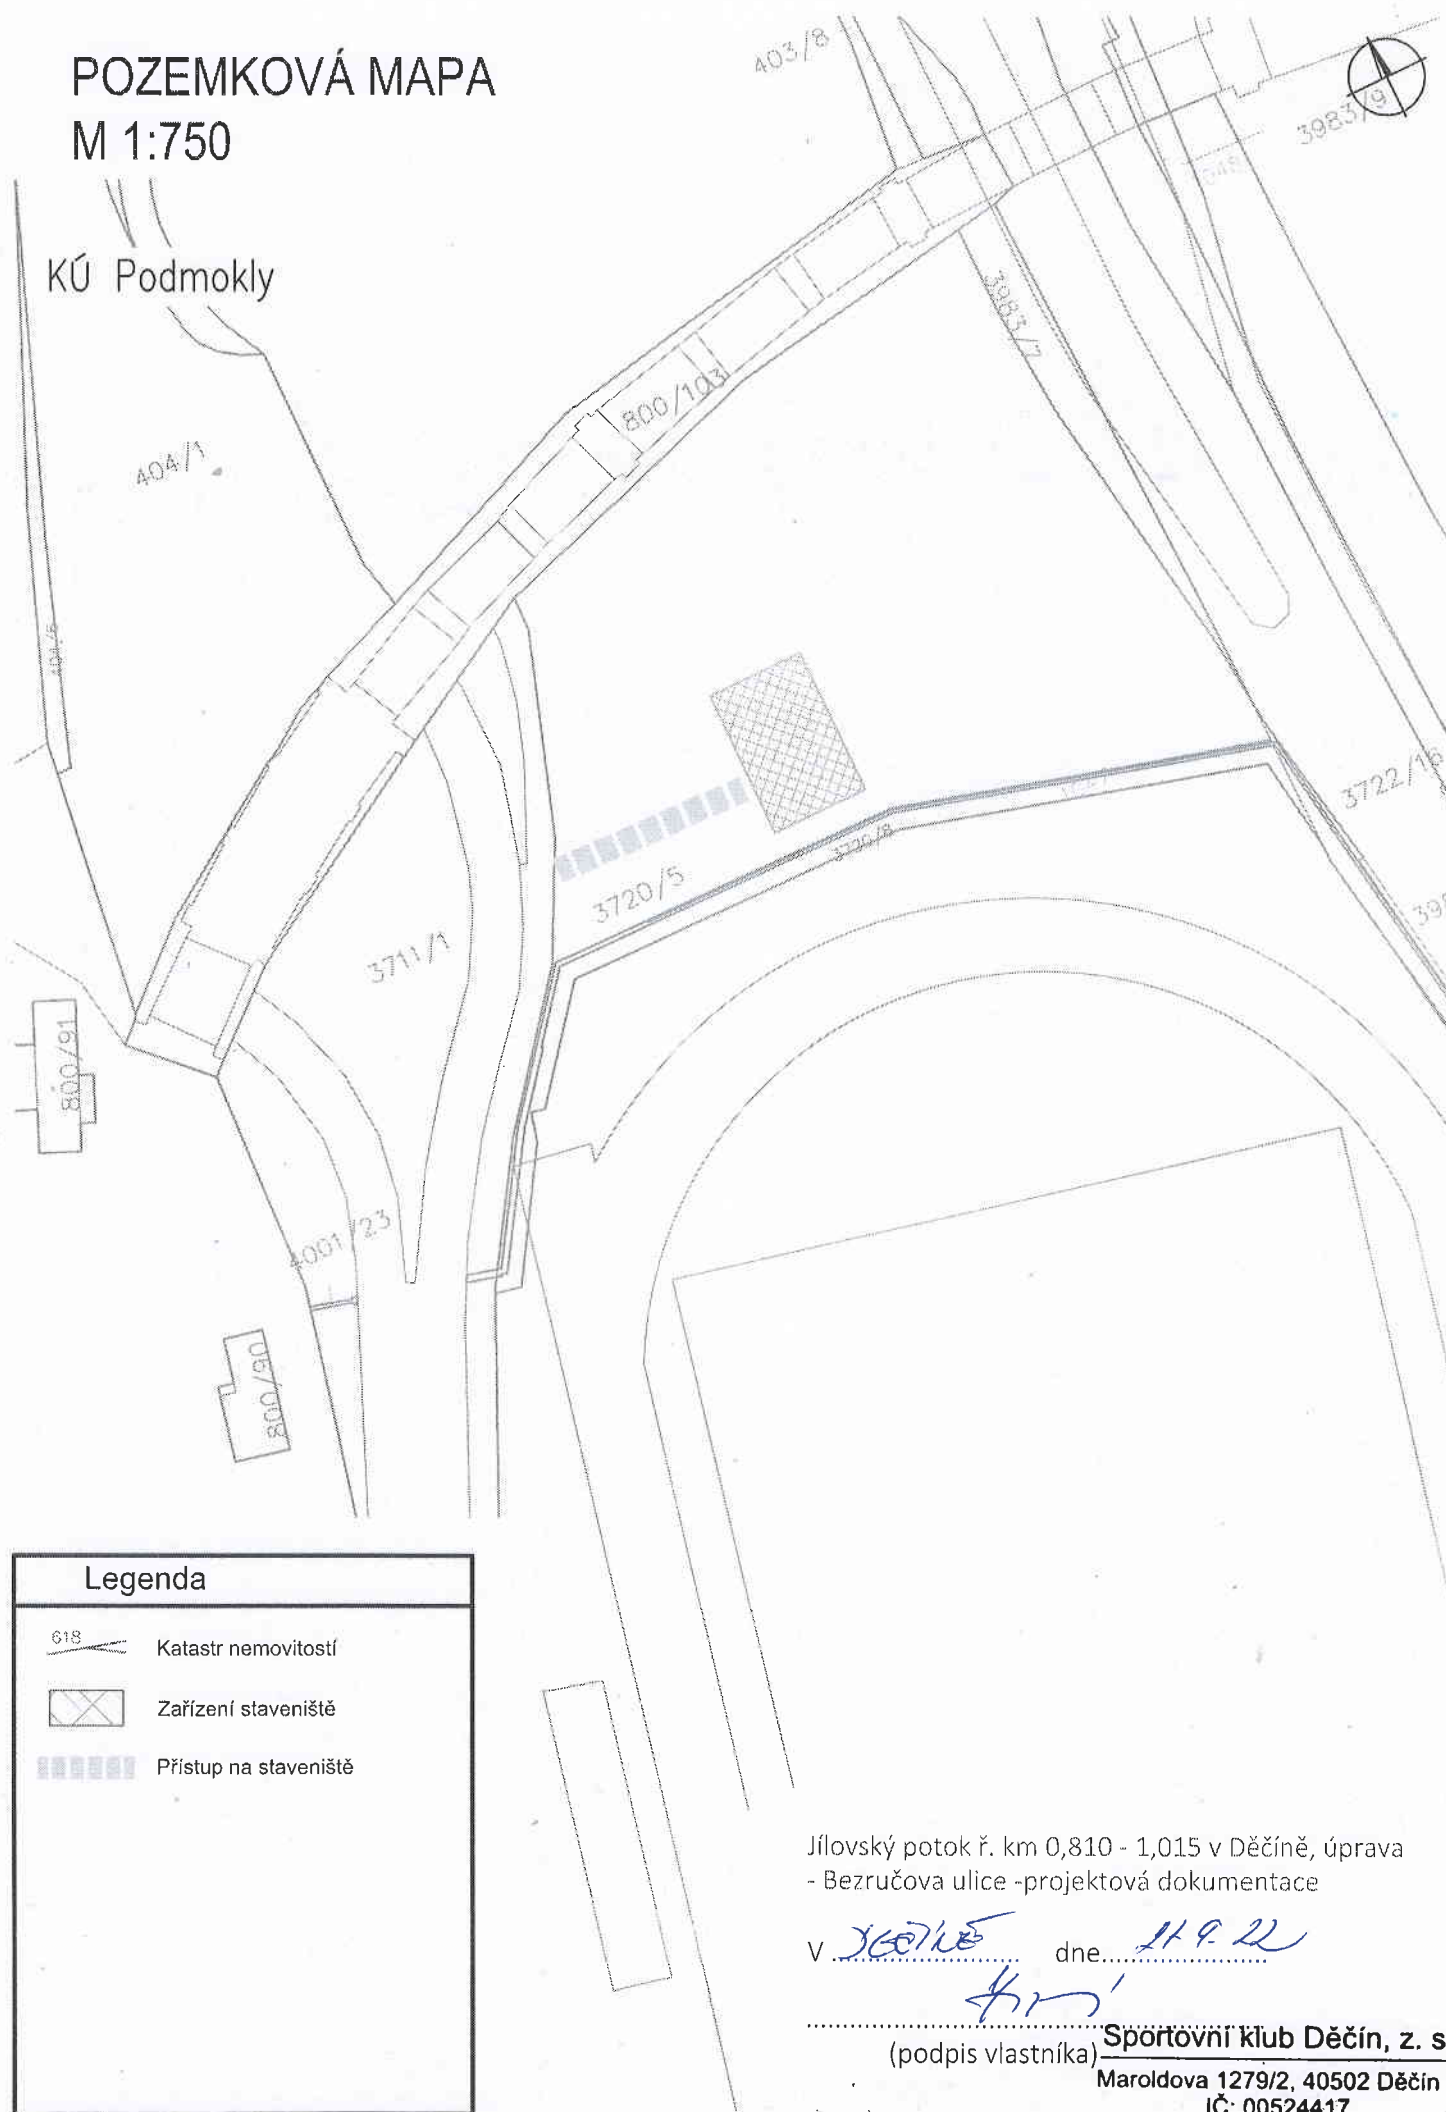 POZEMKOVÁ MAPA
M 1:750
KÚ Podmokly
403/8
3983/9
3983/7
800/103
404/1
3722/16
3720/8
3720/5
3711/1
800/91
4001/23
800/90
Legenda
618
Katastr nemovitostí
Zařízení staveniště
Přístup na staveniště
Jílovský potok ř. km 0,810 - 1,015 v Děčíně, úprava
- Bezručova ulice -projektová dokumentace
V DĚČÍNĚ dne 21 9. 22
(podpis vlastníka)
Sportovní klub Děčín, z. s
Maroldova 1279/2, 40502 Děčín
IČ: 00524417